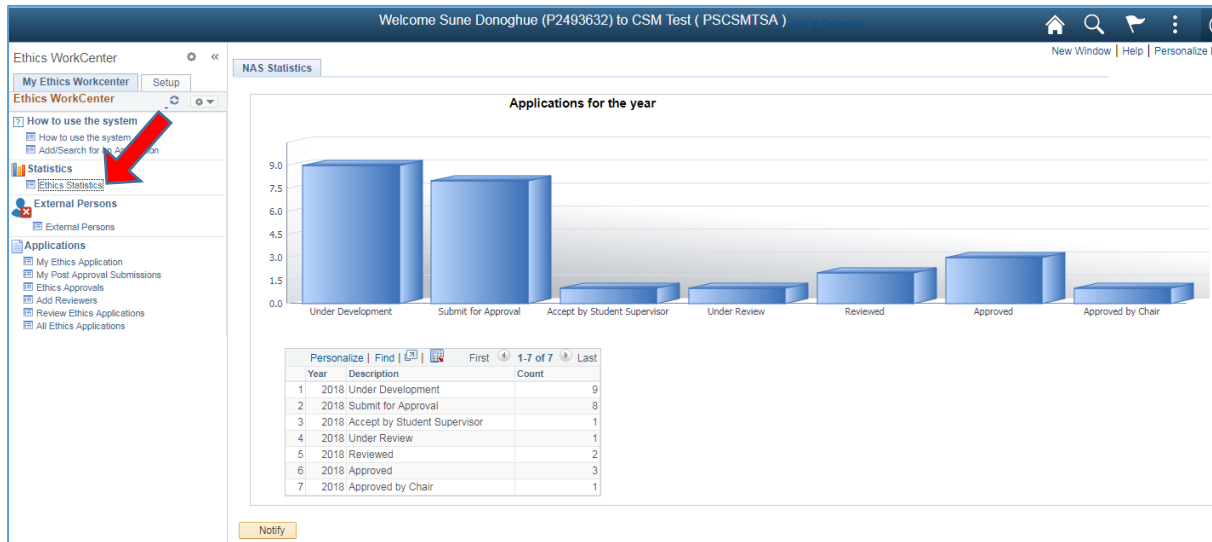 Welcome Sune Donoghue (P2493632) to CSM Test ( PSCSMTSA )
New Window | Help | Personalize
Ethics WorkCenter
My Ethics Workcenter Setup
Ethics WorkCenter
How to use the system
How to use the system
Add/Search for an
Statistics
Ethics Statistics
External Persons
External Persons
Applications
My Ethics Application
My Post Approval Submissions
Ethics Approvals
Add Reviewers
Review Ethics Applications
All Ethics Applications
NAS Statistics
Applications for the year
9.0
7.5
6.0
4.5
3.0
1.5
0.0
Under Development Submit for Approval Accept by Student Supervisor Under Review Reviewed Approved Approved by Chair
Personalize | Find | | First 1-7 of 7 Last
Year Description Count
1 2018 Under Development 9
2 2018 Submit for Approval 8
3 2018 Accept by Student Supervisor 1
4 2018 Under Review 1
5 2018 Reviewed 2
6 2018 Approved 3
7 2018 Approved by Chair 1
Notify